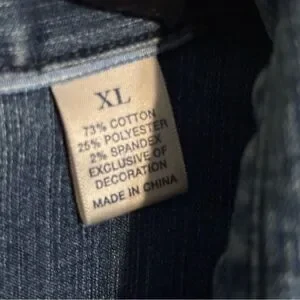 XL
73% COTTON
25% POLYESTER
2% SPANDEX
EXCLUSIVE OF
DECORATION
MADE IN CHINA